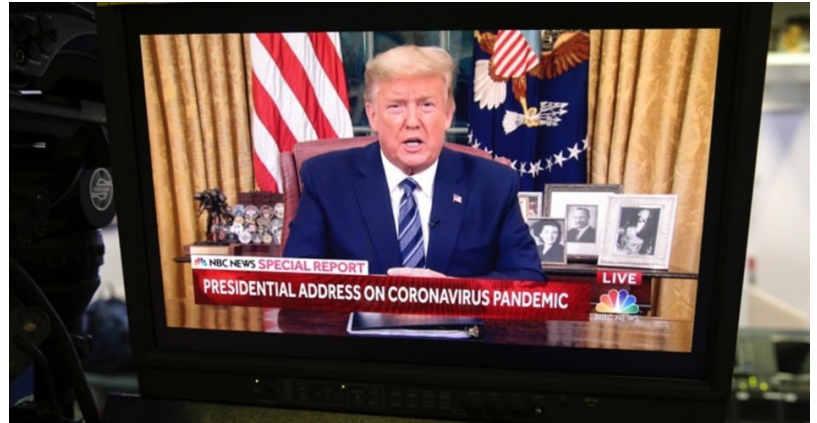 NBC NEWS SPECIAL REPORT
LIVE
PRESIDENTIAL ADDRESS ON CORONAVIRUS PANDEMIC
NBC NEWS